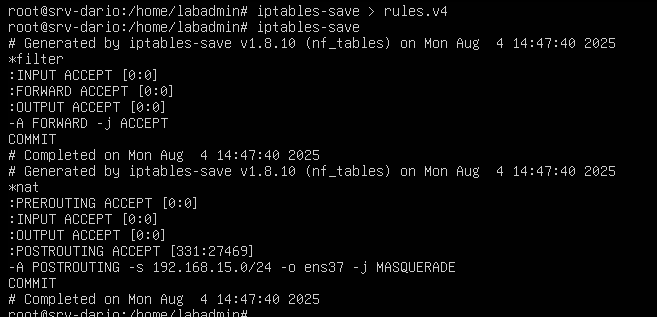 root@srv-dario:/home/labadmin# iptables-save > rules.v4
root@srv-dario:/home/labadmin# iptables-save
# Generated by iptables-save v1.8.10 (nf_tables) on Mon Aug  4 14:47:40 2025
*filter
:INPUT ACCEPT [0:0]
:FORWARD ACCEPT [0:0]
:OUTPUT ACCEPT [0:0]
-A FORWARD -j ACCEPT
COMMIT
# Completed on Mon Aug  4 14:47:40 2025
# Generated by iptables-save v1.8.10 (nf_tables) on Mon Aug  4 14:47:40 2025
*nat
:PREROUTING ACCEPT [0:0]
:INPUT ACCEPT [0:0]
:OUTPUT ACCEPT [0:0]
:POSTROUTING ACCEPT [331:27469]
-A POSTROUTING -s 192.168.15.0/24 -o ens37 -j MASQUERADE
COMMIT
# Completed on Mon Aug  4 14:47:40 2025
root@srv-dario:/home/labadmin#